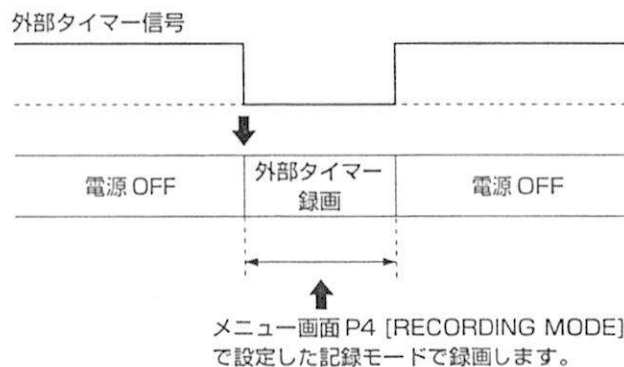 外部タイマー信号
電源 OFF
外部タイマー
録画
電源 OFF
メニュー画面 P4 [RECORDING MODE]
で設定した記録モードで録画します。